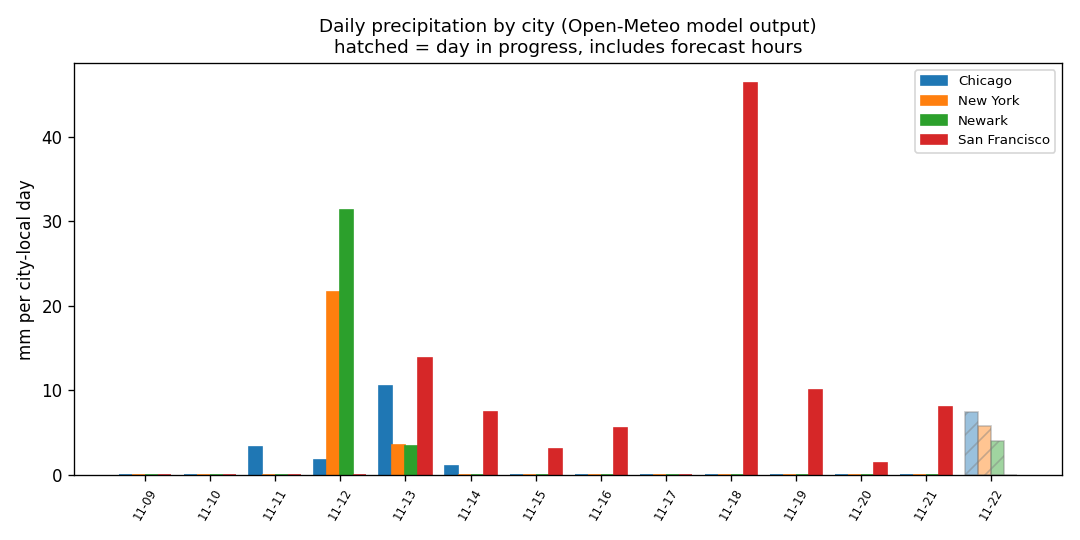 Daily precipitation by city (Open-Meteo model output)
hatched = day in progress, includes forecast hours
mm per city-local day
40
30
20
10
0
Chicago
New York
Newark
San Francisco
11-09
11-10
11-11
11-12
11-13
11-14
11-15
11-16
11-17
11-18
11-19
11-20
11-21
11-22